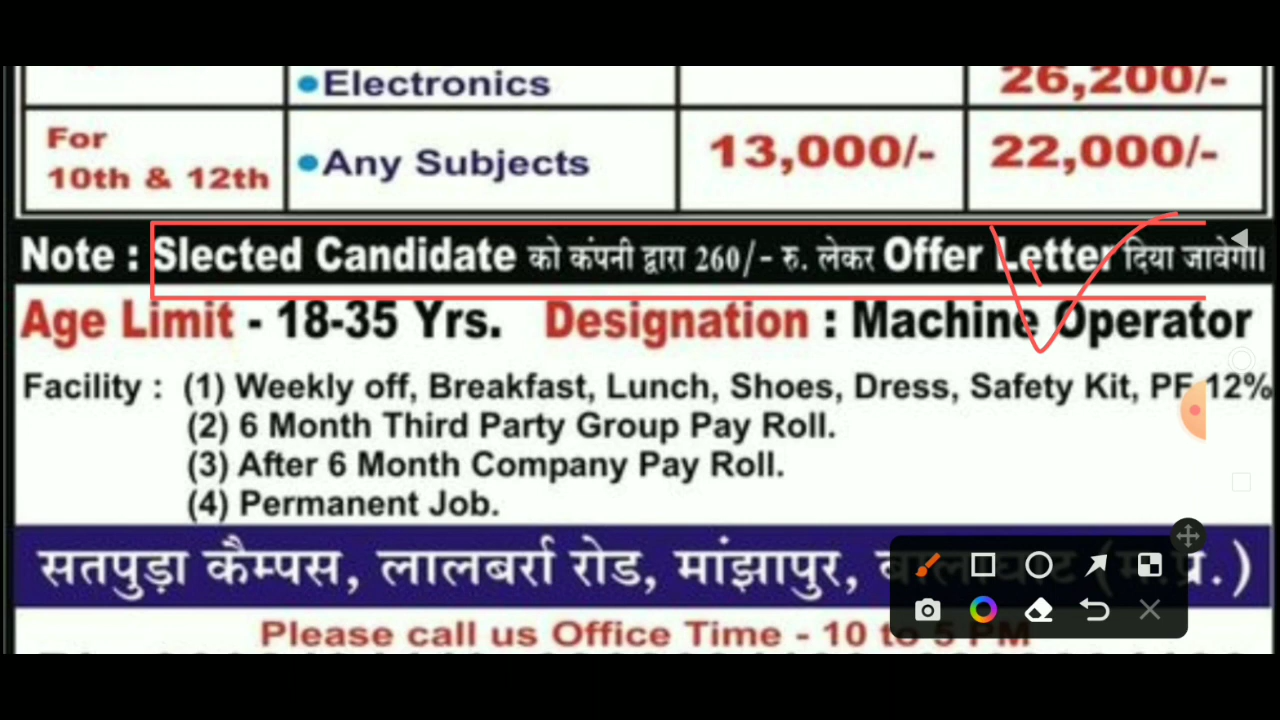 •Electronics 26,200/-
For
10th & 12th •Any Subjects 13,000/- 22,000/-
Note : Slected Candidate को कंपनी द्वारा 260/- रु. लेकर Offer Letter दिया जावेगा।
Age Limit - 18-35 Yrs. Designation : Machine Operator
Facility : (1) Weekly off, Breakfast, Lunch, Shoes, Dress, Safety Kit, PF 12%
(2) 6 Month Third Party Group Pay Roll.
(3) After 6 Month Company Pay Roll.
(4) Permanent Job.
सतपुड़ा कैम्पस, लालबर्रा रोड, मांझापुर, बालाघाट (म.प्र.)
Please call us Office Time - 10 to 5 PM